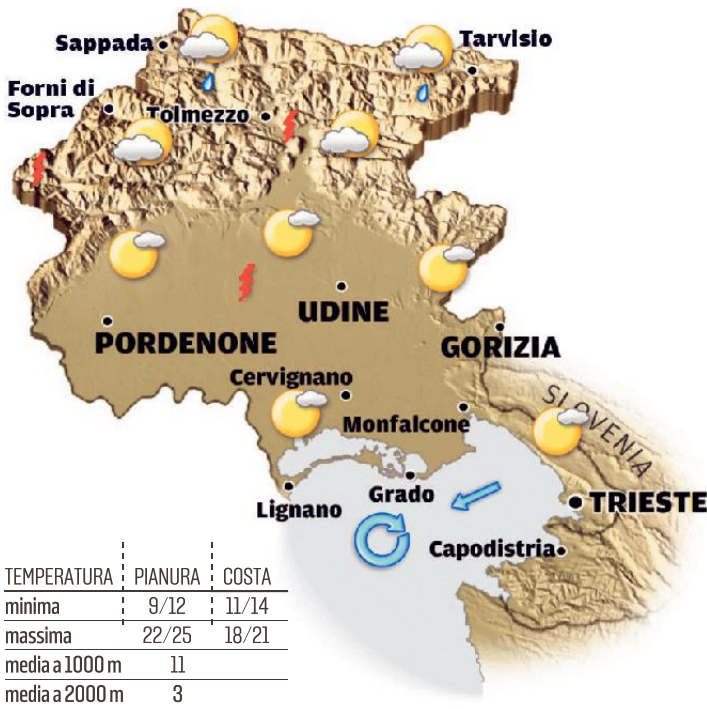 Sappada
Tarvisio
Forni di
Sopra
Tolmezzo
UDINE
PORDENONE
GORIZIA
Cervignano
SLOVENIA
Monfalcone
Lignano
Grado
TRIESTE
Capodistria
TEMPERATURA PIANURA COSTA
minima 9/12 11/14
massima 22/25 18/21
media a 1000 m 11
media a 2000 m 3